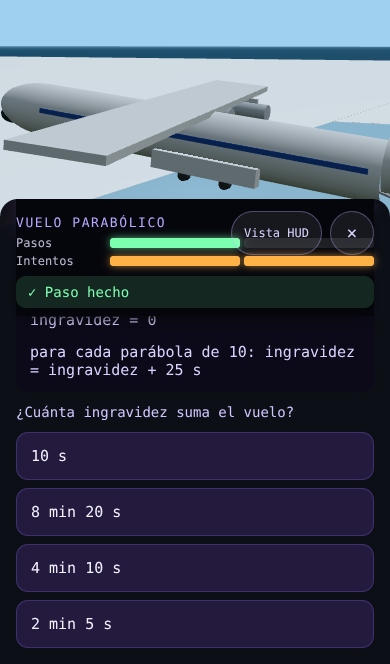 VUELO PARABÓLICO
Vista HUD
×
Pasos
Intentos
✓ Paso hecho
ingravidez = 0
para cada parábola de 10: ingravidez
= ingravidez + 25 s
¿Cuánta ingravidez suma el vuelo?
10 s
8 min 20 s
4 min 10 s
2 min 5 s